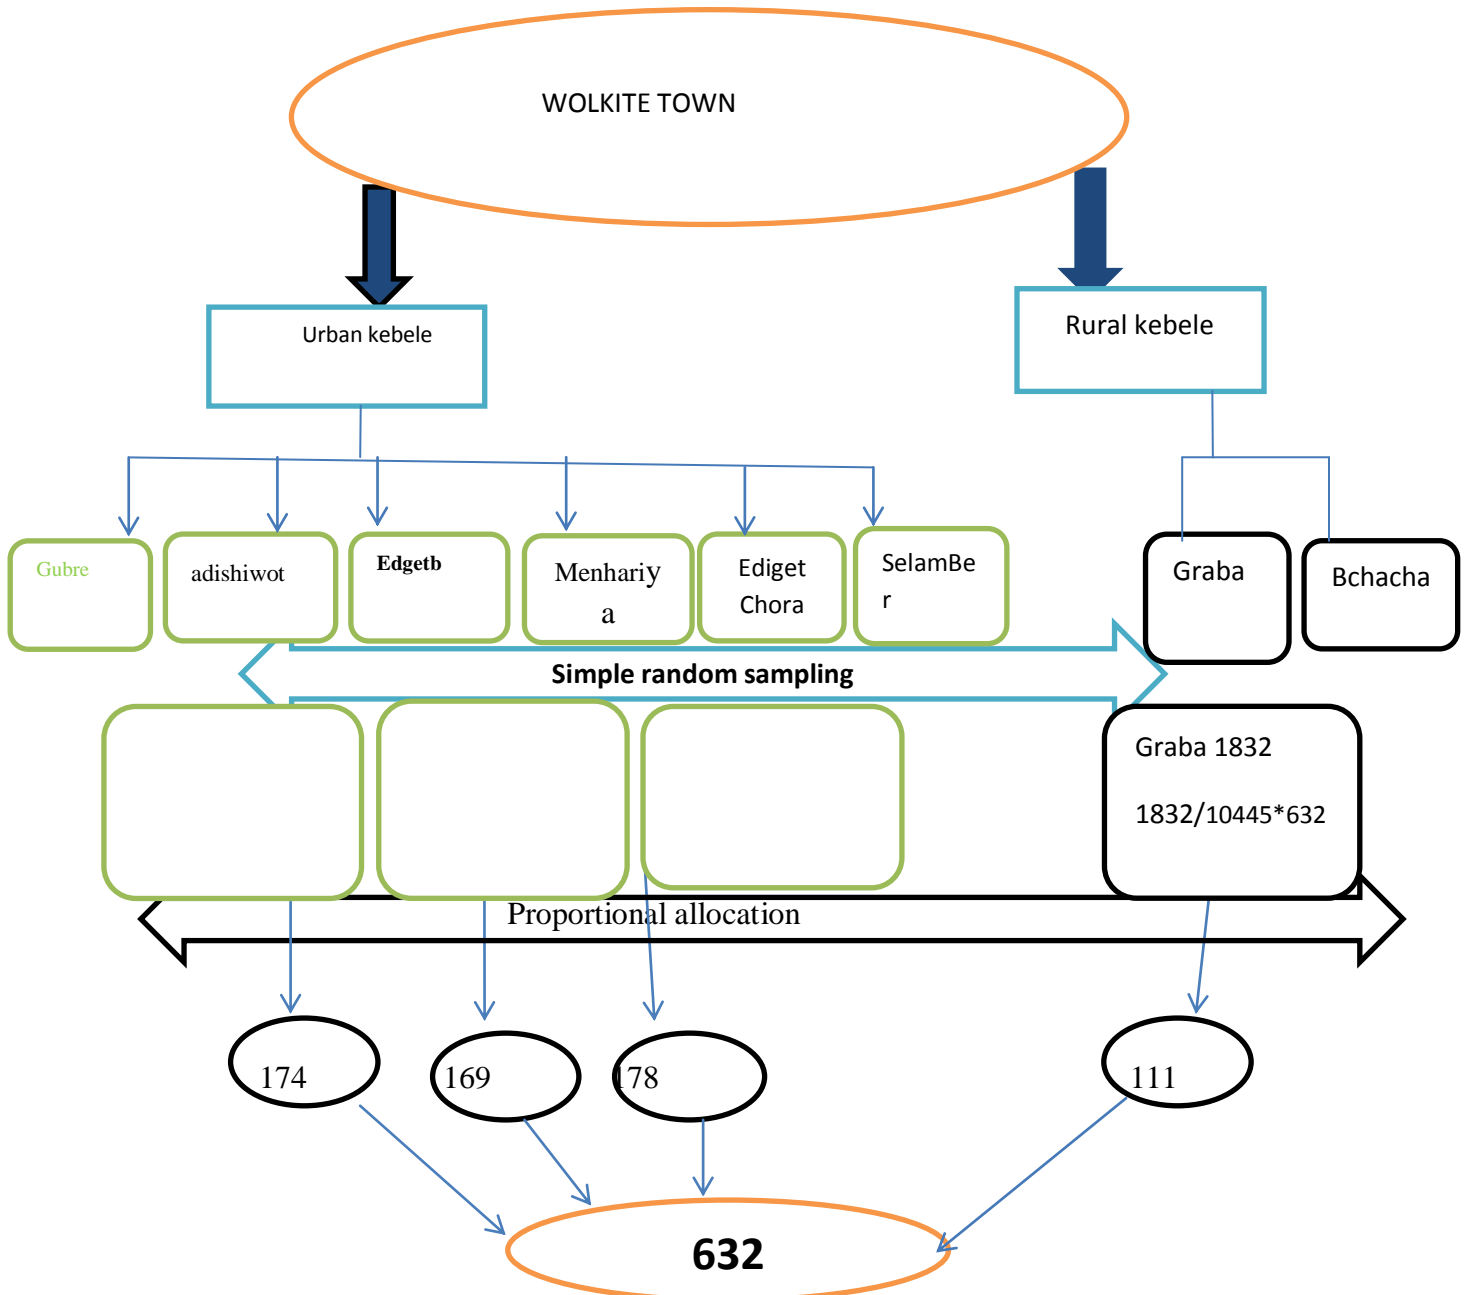 WOLKITE TOWN
Urban kebele
Rural kebele
Gubre
adishiwot
Edgetb
Menhariy
a
Ediget
Chora
SelamBe
r
Graba
Bchacha
Simple random sampling
Graba 1832
1832/10445*632
Proportional allocation
174
169
178
111
632